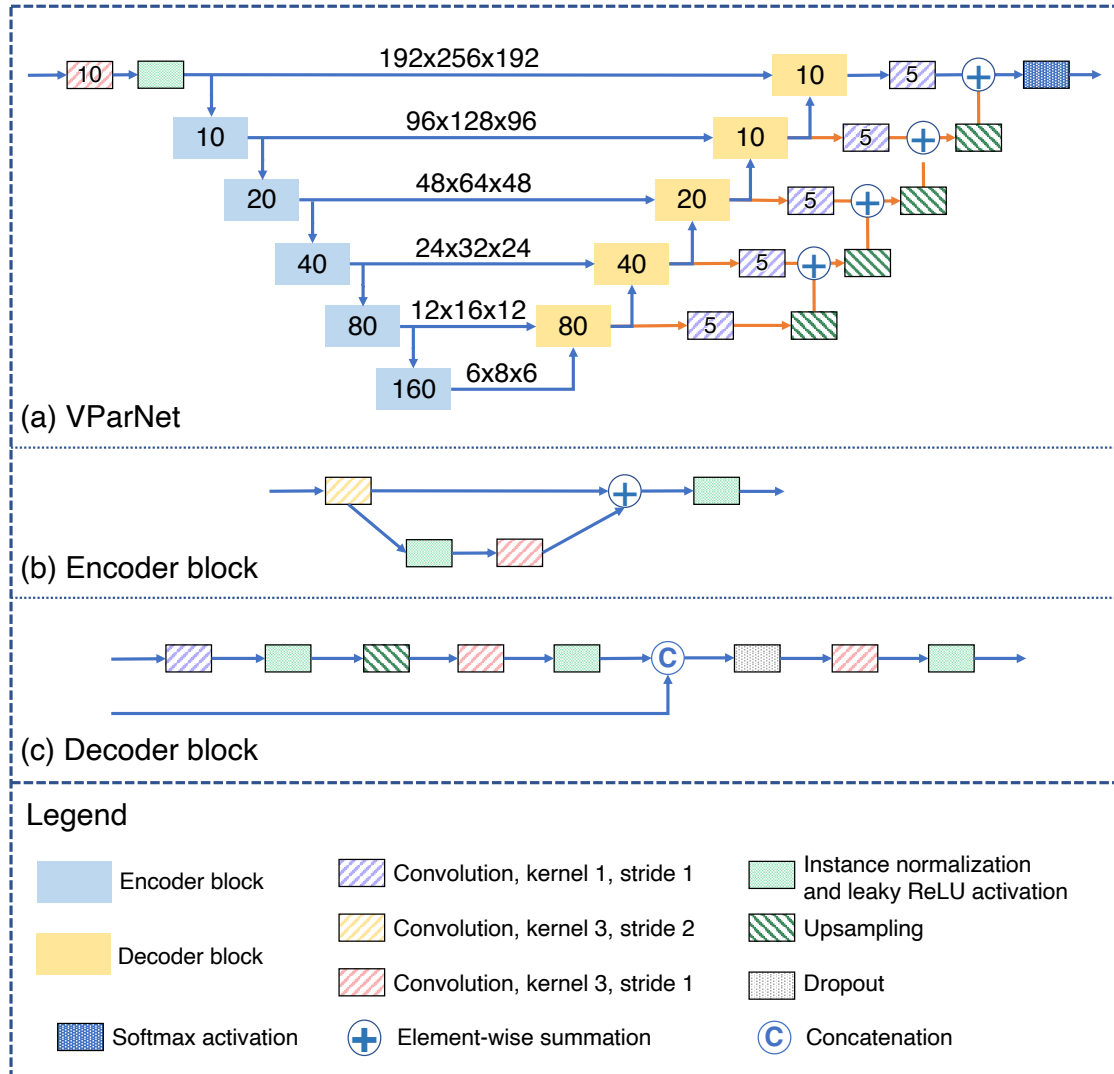 192x256x192
10
10
5
96x128x96
10
10
5
48x64x48
20
20
5
24x32x24
40
40
5
12x16x12
80
80
5
6x8x6
160
(a) VParNet
(b) Encoder block
C
(c) Decoder block
Legend
Encoder block
Convolution, kernel 1, stride 1
Instance normalization
and leaky ReLU activation
Convolution, kernel 3, stride 2
Upsampling
Decoder block
Convolution, kernel 3, stride 1
Dropout
Softmax activation
Element-wise summation
C Concatenation